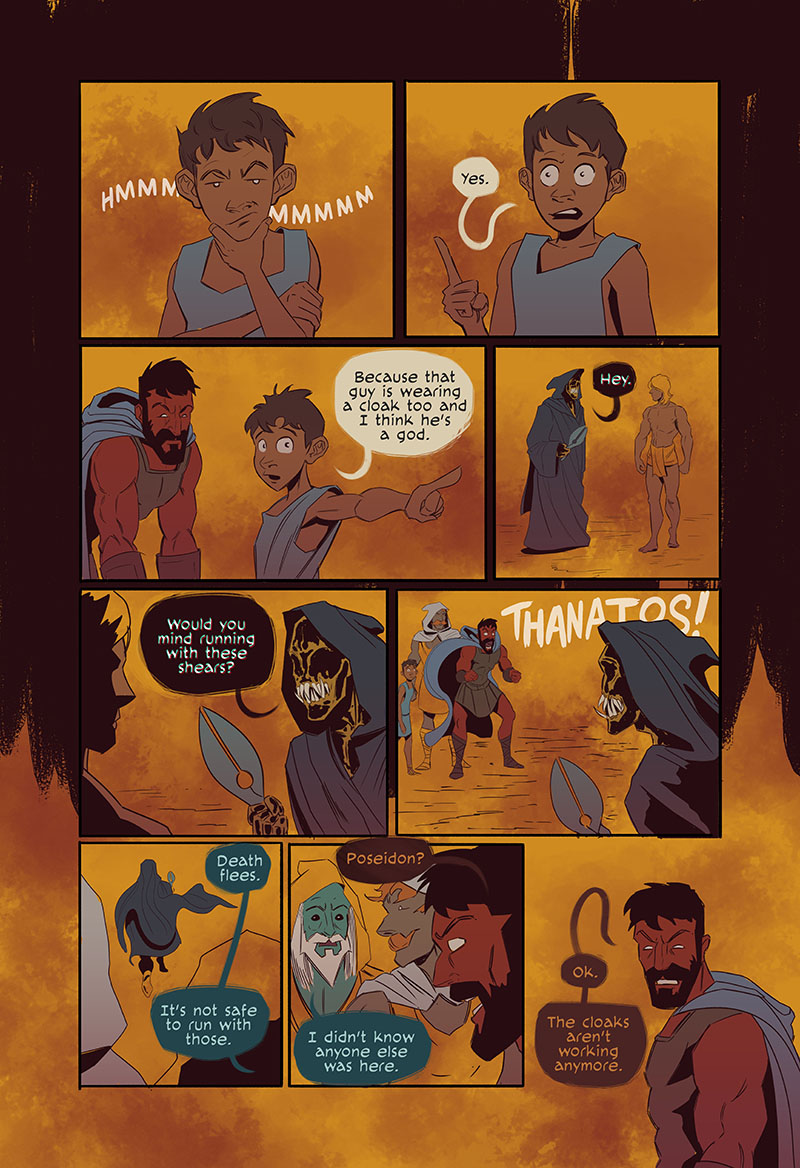 HMMM
MMMMM
Yes.
Because that
guy is wearing
a cloak too and
I think he's
a god.
Hey.
Would you
mind running
with these
shears?
THANATOS!
Death
flees.
It's not safe
to run with
those.
Poseidon?
I didn't know
anyone else
was here.
Ok.
The cloaks
aren't
working
anymore.